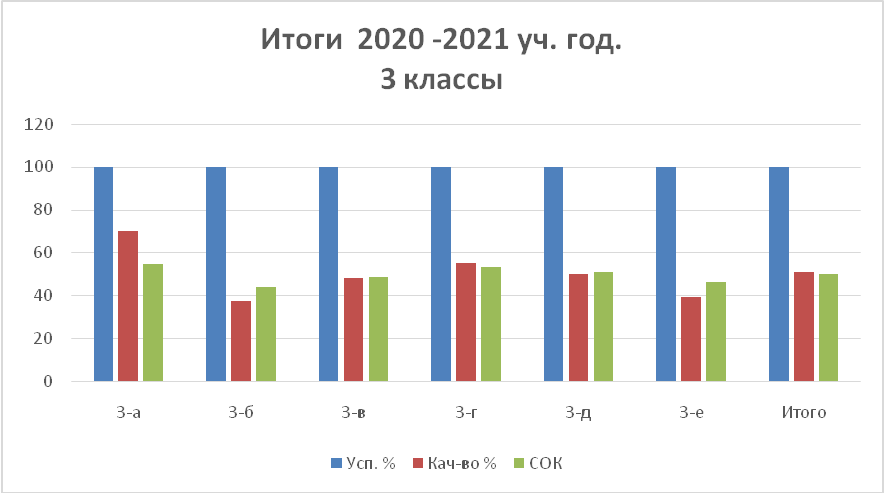 Итоги 2020 -2021 уч. год.
3 классы
120
100
80
60
40
20
0
3-а 3-б 3-в 3-г 3-д 3-е Итого
Усп. % Кач-во % СОК